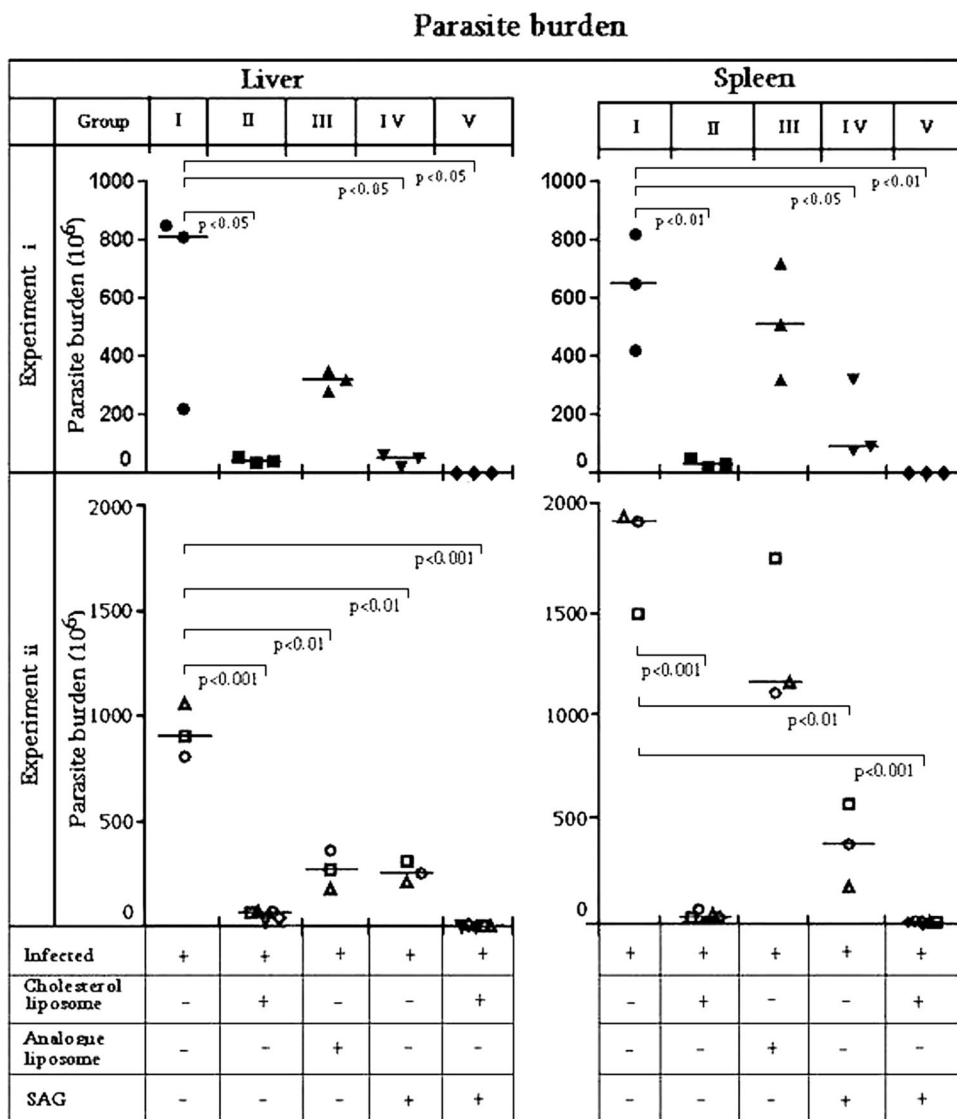 Parasite burden
Liver Spleen
Group I II III I V V I II III I V V
Experiment i
Parasite burden (10⁶)
1000
800
600
400
200
0
p<0.05
p<0.05
p<0.05
1000
800
600
400
200
0
p<0.01
p<0.05
p<0.01
Experiment ii
Parasite burden (10⁶)
2000
1500
1000
500
0
p<0.001
p<0.01
p<0.01
p<0.001
2000
1500
1000
500
0
p<0.001
p<0.01
p<0.001
Infected + + + + + + + + + +
Cholesterol
liposome - + - - + - + - - +
Analogue
liposome - - + - - - - + - -
SAG - - - + + - - - + +